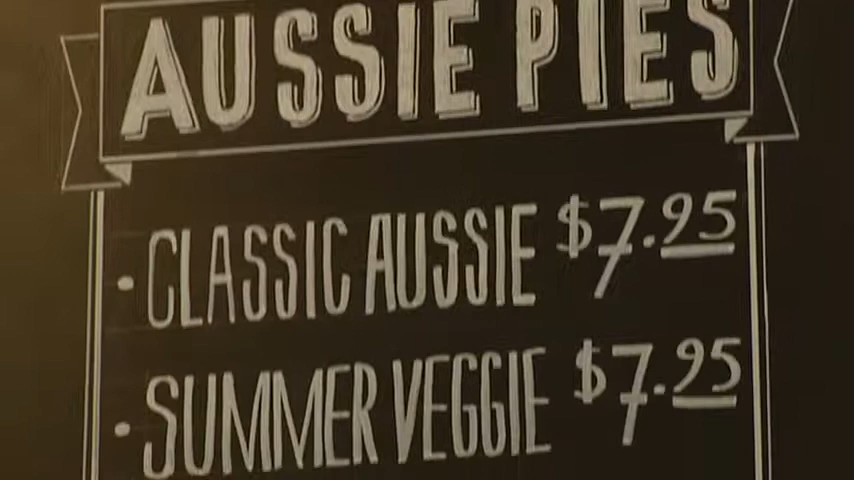 AUSSIE PIES
· CLASSIC AUSSIE $7.95
· SUMMER VEGGIE $7.95